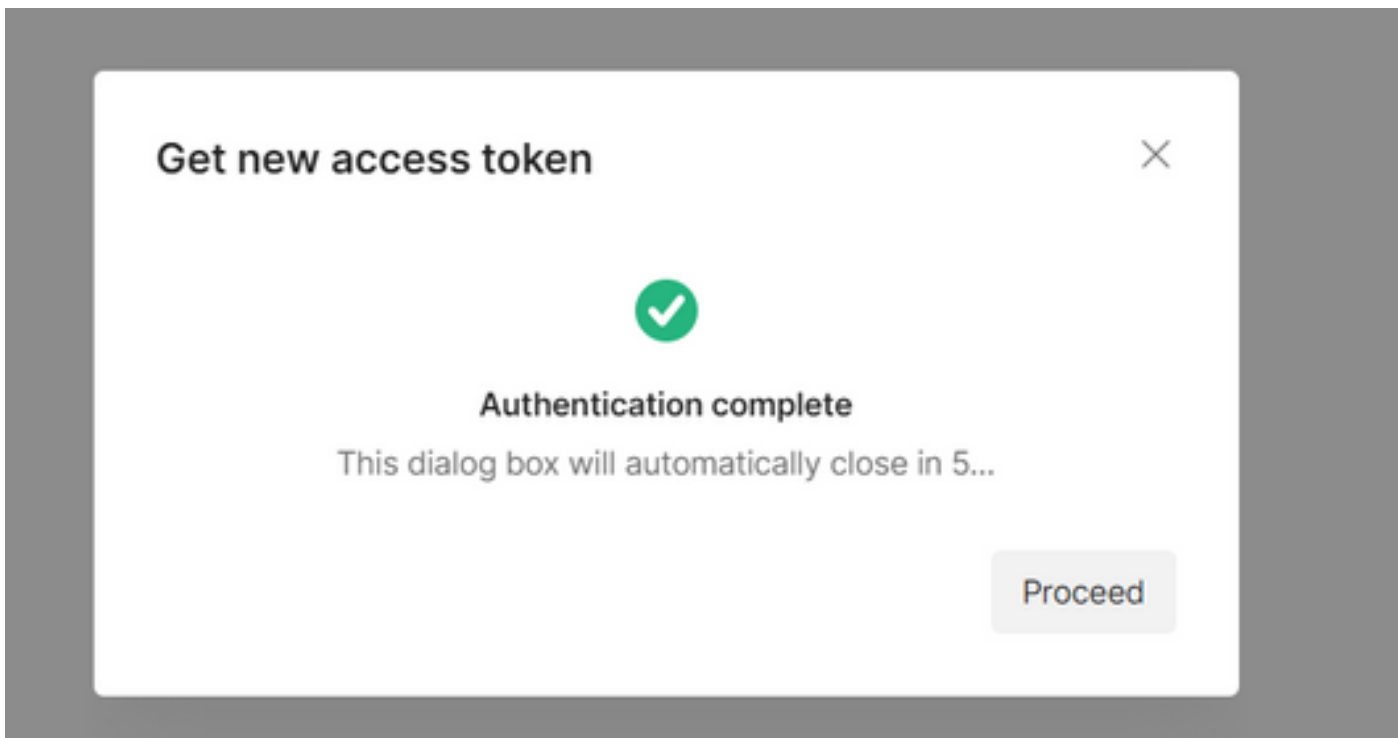 Get new access token
Authentication complete
This dialog box will automatically close in 5...
Proceed